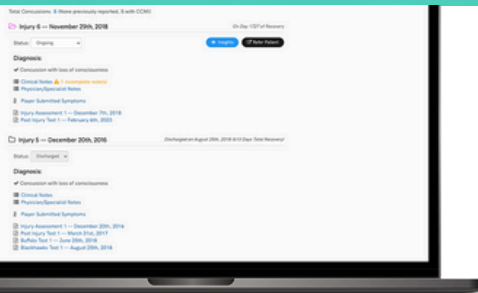 Total Concussions: 6 (None previously reported, 6 with CCMI)
Injury 6 — November 29th, 2018
On Day 1727 of Recovery
Status: Ongoing
Insights
Refer Patient
Diagnosis:
Concussion with loss of consciousness
Clinical Notes 1 incomplete note(s)
Physician/Specialist Notes
Player Submitted Symptoms
Injury Assessment 1 — December 7th, 2018
Post Injury Test 1 — February 6th, 2020
Injury 5 — December 20th, 2016
Discharged on August 29th, 2018 (617 Days Total Recovery)
Status: Discharged
Diagnosis:
Concussion with loss of consciousness
Clinical Notes
Physician/Specialist Notes
Player Submitted Symptoms
Injury Assessment 1 — December 20th, 2016
Post Injury Test 1 — March 21st, 2017
Buffalo Test 1 — June 29th, 2018
Blackhawks Test 1 — August 29th, 2018